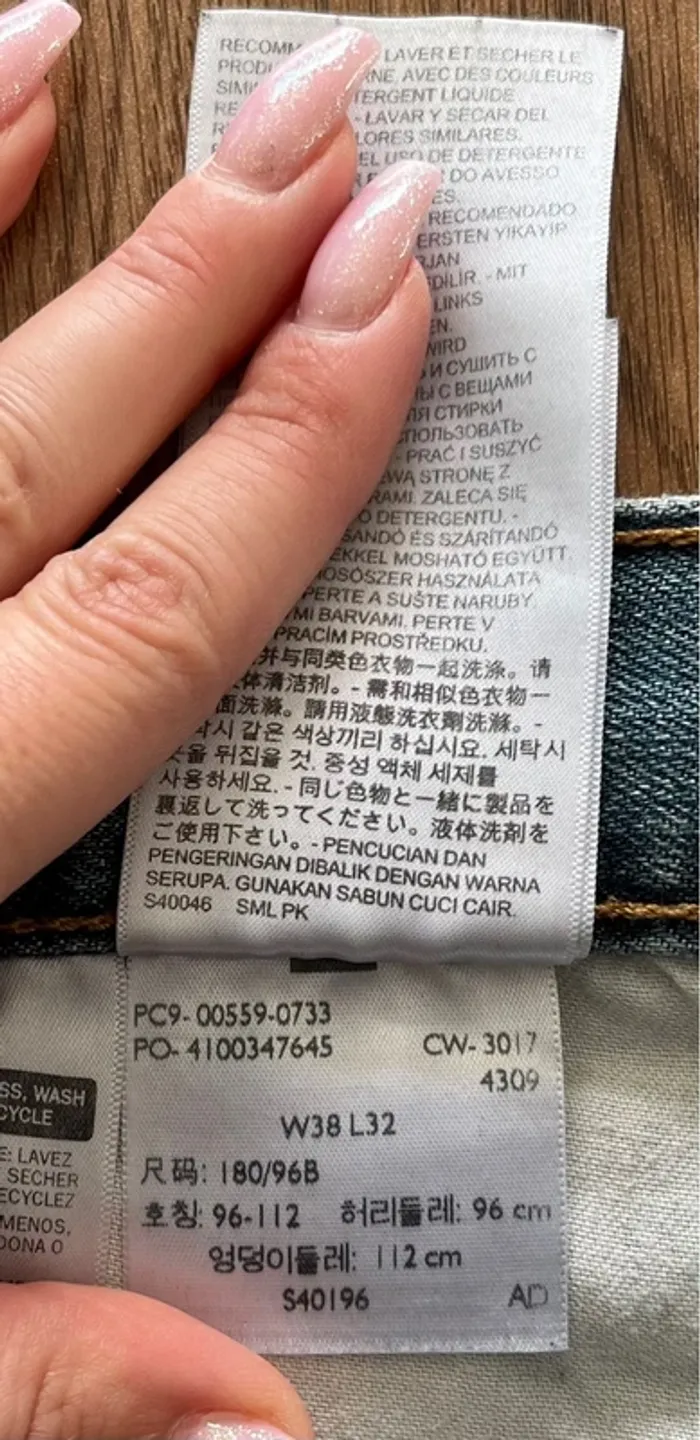 RECOMM LAVER ET SECHER LE
PRODU RNE, AVEC DES COULEURS
SIMI TERGENT LIQUIDE
RE - LAVAR Y SECAR DEL
LORES SIMILARES.
EL USO DE DETERGENTE
DO AVESSO
ES.
RECOMENDADO
ERSTEN YIKAYIP
RJAN
EDİLİR. - MIT
LINKS
EN.
WIRD
И СУШИТЬ С
Ы С ВЕЩАМИ
ЛЯ СТИРКИ
СПОЛЬЗОВАТЬ
PRAĆ I SUSZYĆ
EWĄ STRONĘ Z
RAMI. ZALECA SIĘ
O DETERGENTU. -
SANDÓ ÉS SZÁRÍTANDÓ
EKKEL MOSHATÓ EGYÜTT.
MOSÓSZER HASZNÁLATA
PERTE A SUŠTE NARUBY.
MI BARVAMI. PERTE V
PRACÍM PROSTŘEDKU.
并与同类色衣物一起洗涤。请
体清洁剂。- 需和相似色衣物一
面洗滌。請用液態洗衣劑洗滌。-
탁시 같은 색상끼리 하십시요. 세탁시
옷을 뒤집을 것. 중성 액체 세제를
사용하세요. - 同じ色物と一緒に製品を
裏返して洗ってください。液体洗剤を
ご使用下さい。- PENCUCIAN DAN
PENGERINGAN DIBALIK DENGAN WARNA
SERUPA. GUNAKAN SABUN CUCI CAIR.
S40046 SML PK
PC9- 00559-0733
PO- 4100347645 CW- 3017
4309
W38 L32
尺码: 180/96B
호칭: 96-112 허리둘레: 96 cm
엉덩이둘레: 112 cm
S40196 AD
SS, WASH
CYCLE
E: LAVEZ
SECHER
ECYCLEZ
MENOS,
DONA O